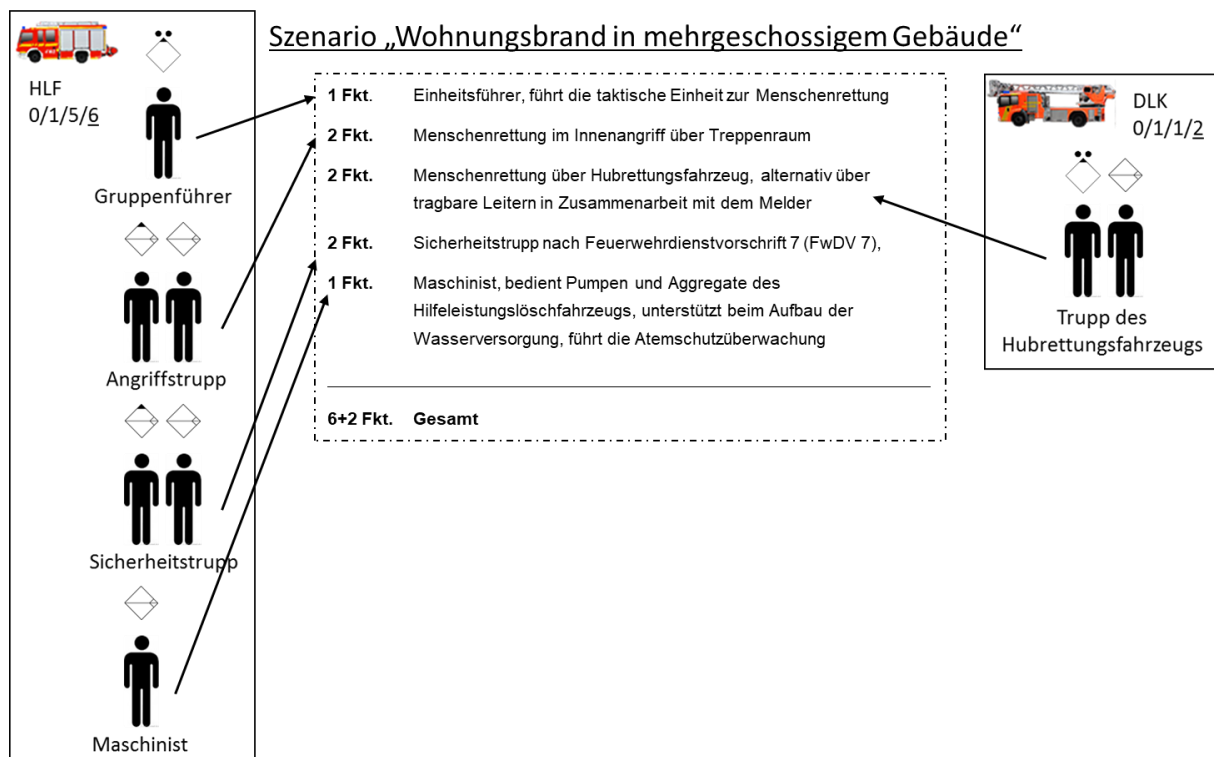 Szenario „Wohnungsbrand in mehrgeschossigem Gebäude“
HLF
0/1/5/6
Gruppenführer
Angriffstrupp
Sicherheitstrupp
Maschinist
1 Fkt. Einheitsführer, führt die taktische Einheit zur Menschenrettung
2 Fkt. Menschenrettung im Innenangriff über Treppenraum
2 Fkt. Menschenrettung über Hubrettungsfahrzeug, alternativ über
tragbare Leitern in Zusammenarbeit mit dem Melder
2 Fkt. Sicherheitstrupp nach Feuerwehrdienstvorschrift 7 (FwDV 7),
1 Fkt. Maschinist, bedient Pumpen und Aggregate des
Hilfeleistungslöschfahrzeugs, unterstützt beim Aufbau der
Wasserversorgung, führt die Atemschutzüberwachung
6+2 Fkt. Gesamt
DLK
0/1/1/2
Trupp des
Hubrettungsfahrzeugs